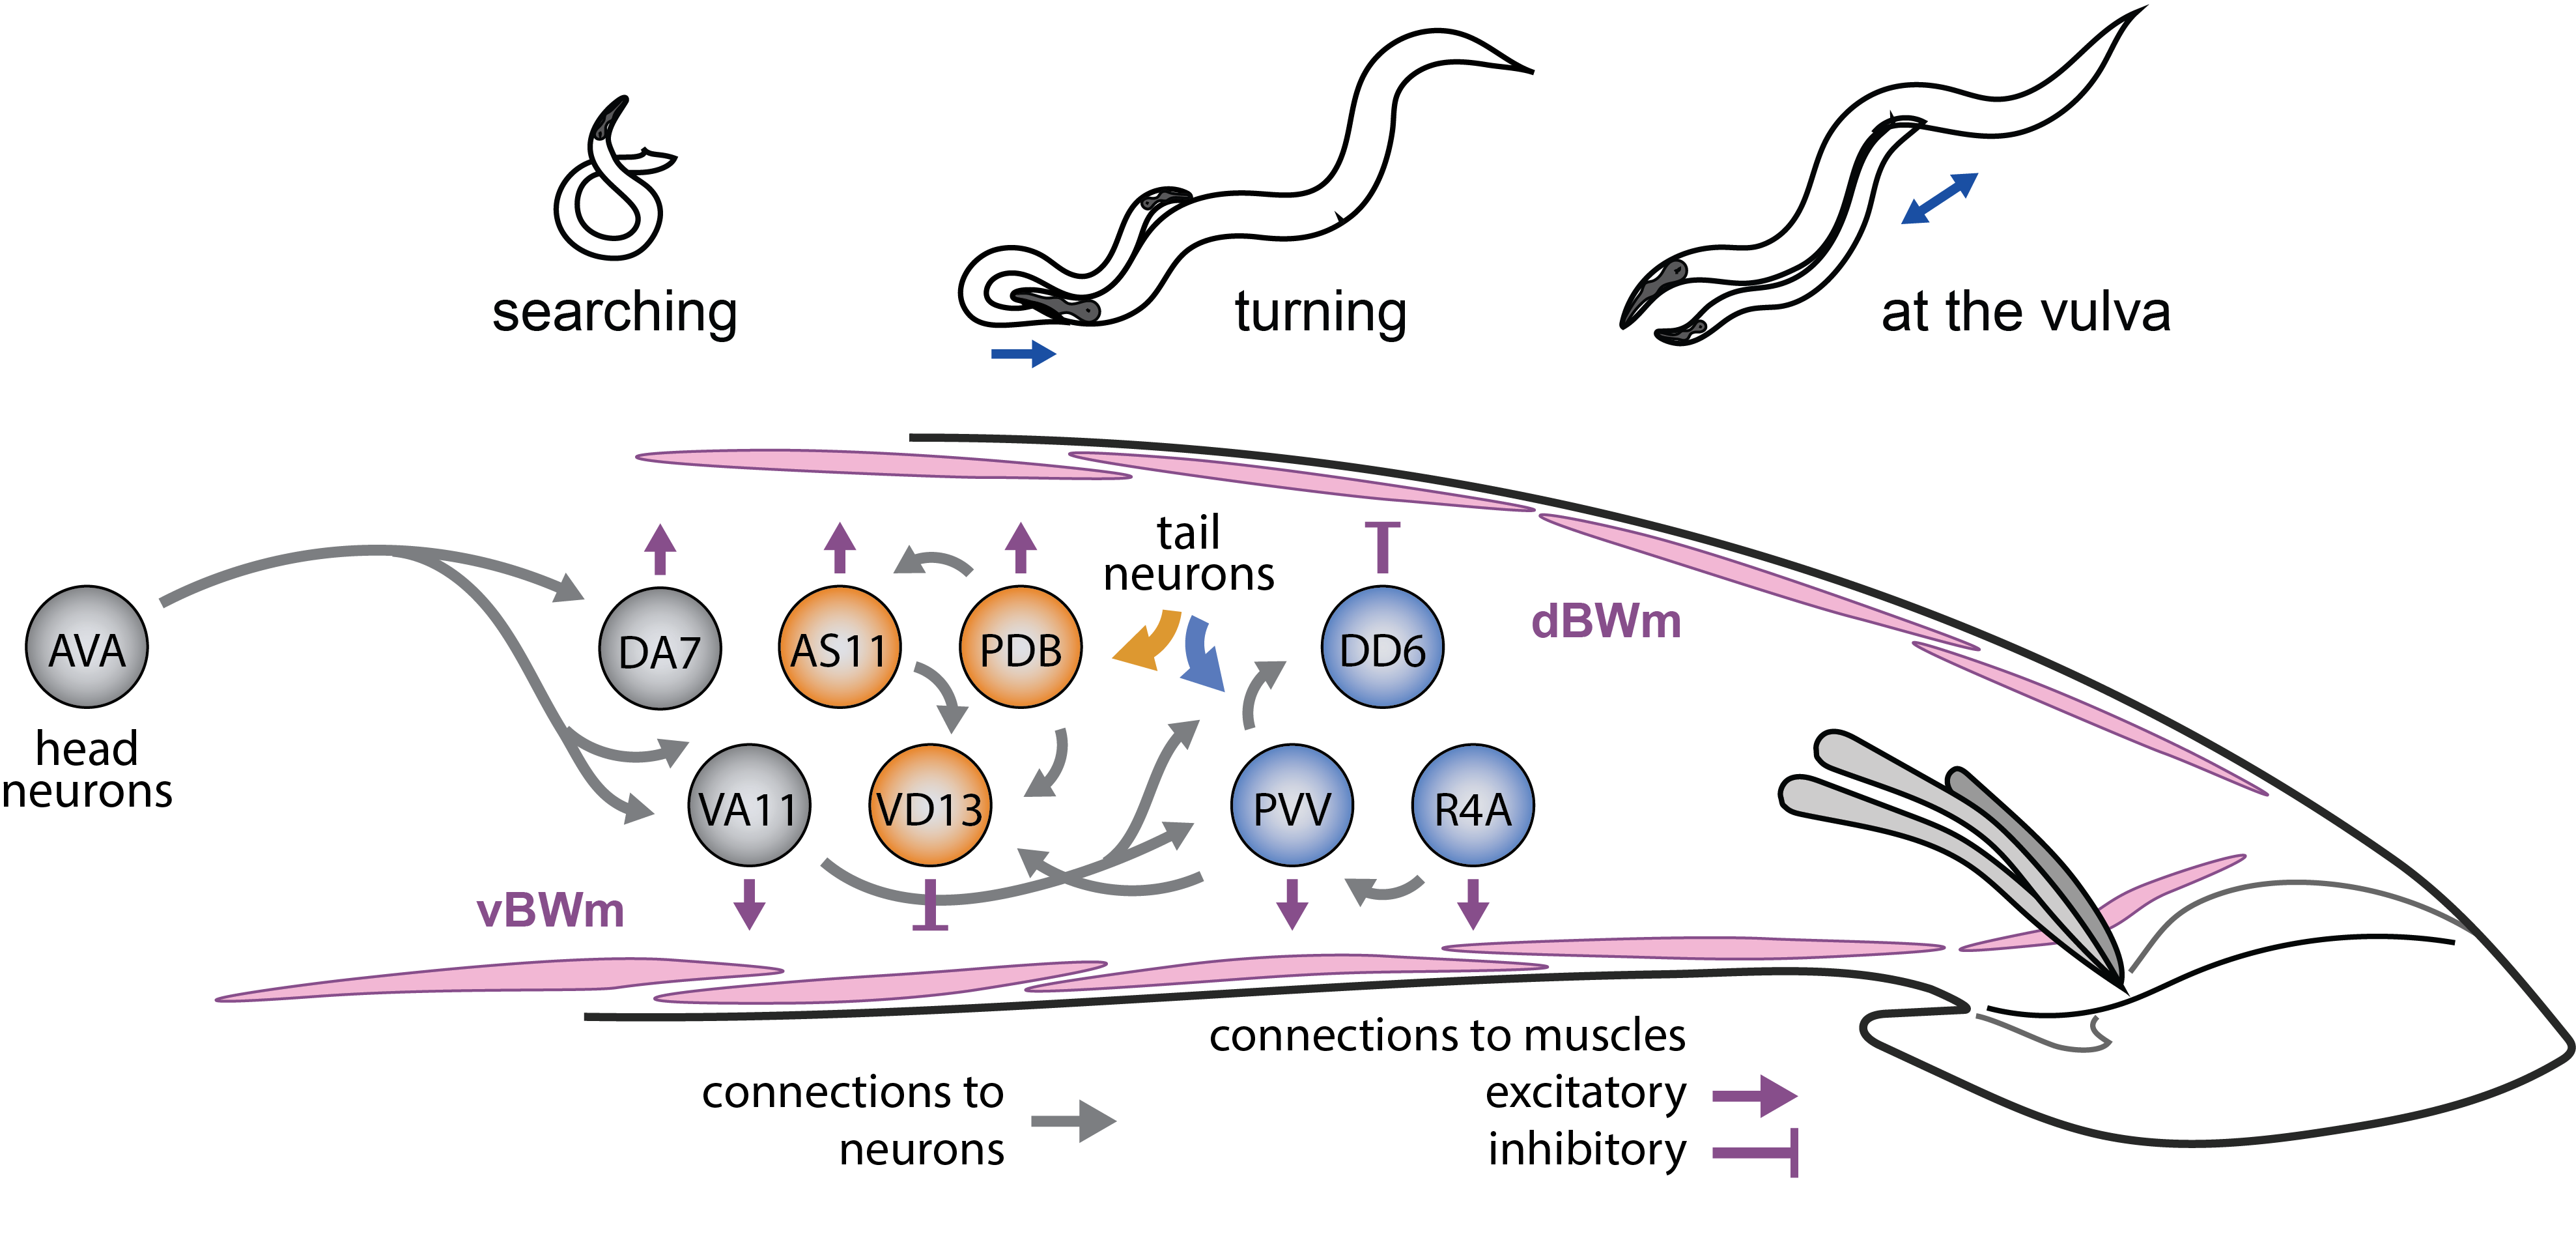 searching
turning
at the vulva
tail
neurons
dBWm
AVA
DA7
AS11
PDB
DD6
head
neurons
VA11
VD13
PVV
R4A
vBWm
connections to
neurons
connections to muscles
excitatory
inhibitory